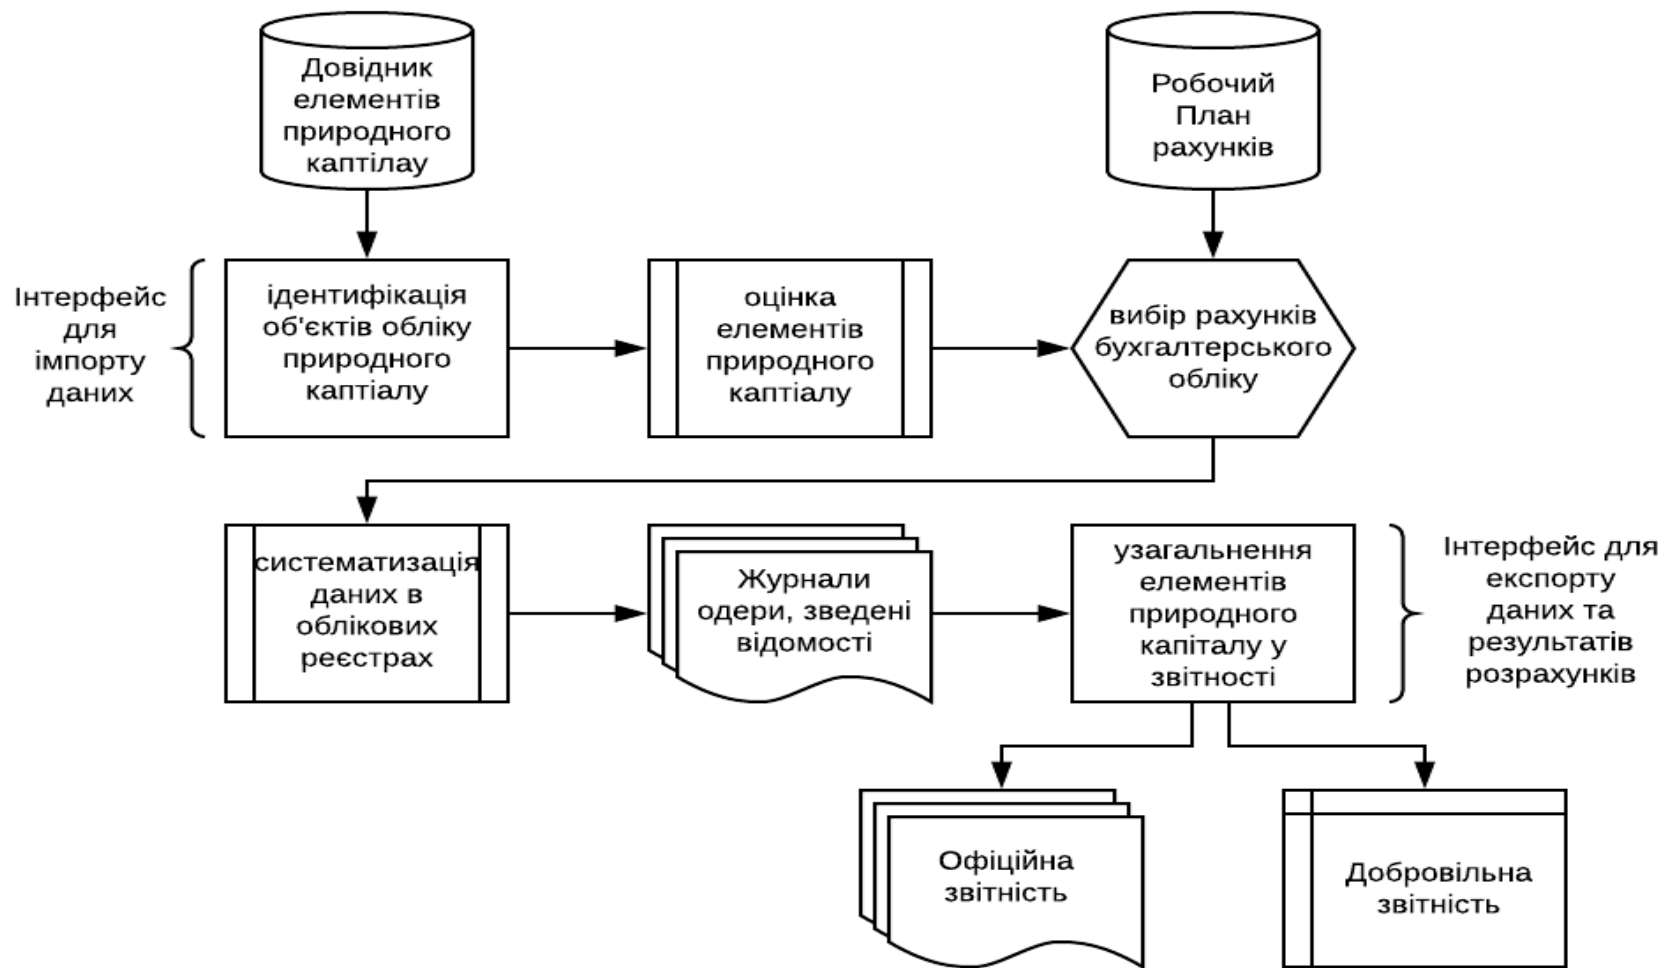 Довідник
елементів
природного
каптілау
Робочий
План
рахунків
Інтерфейс
для
імпорту
даних
ідентифікація
об'єктів обліку
природного
каптіалу
оцінка
елементів
природного
каптіалу
вибір рахунків
бухгалтерського
обліку
систематизація
даних в
облікових
реєстрах
Журнали
одери, зведені
відомості
узагальнення
елементів
природного
капіталу у
звітності
Інтерфейс для
експорту
даних та
результатів
розрахунків
Офіційна
звітність
Добровільна
звітність